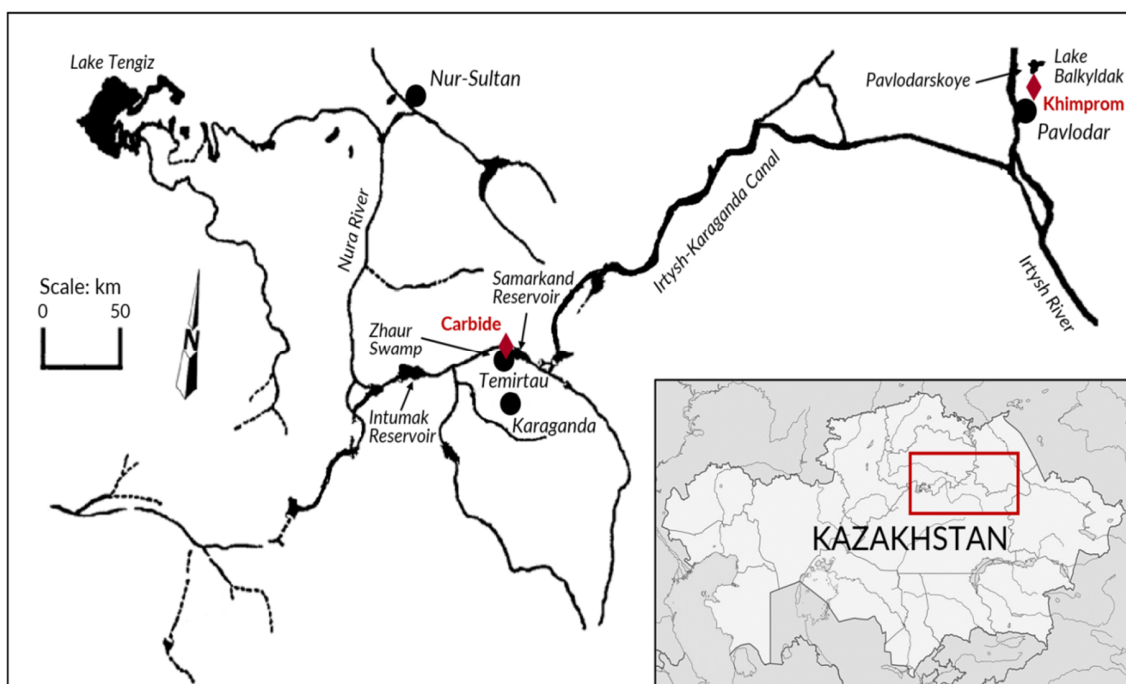 Lake Tengiz
Nur-Sultan
Pavlodarskoye
Lake
Balkyldak
Khimprom
Pavlodar
Irtysh-Karaganda Canal
Nura River
Irtysh River
Scale: km
0 50
N
Samarkand
Reservoir
Carbide
Zhaur
Swamp
Temirtau
Intumak
Reservoir
Karaganda
KAZAKHSTAN